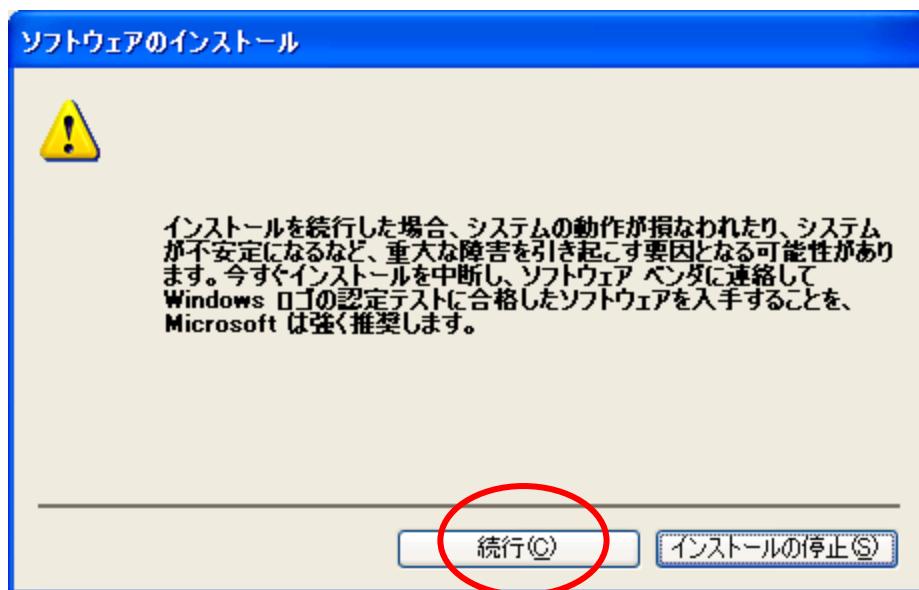 ソフトウェアのインストール
インストールを続行した場合、システムの動作が損なわれたり、システム
が不安定になるなど、重大な障害を引き起こす要因となる可能性があり
ます。今すぐインストールを中断し、ソフトウェア ベンダに連絡して
Windows ロゴの認定テストに合格したソフトウェアを入手することを、
Microsoft は強く推奨します。
続行(C)
インストールの停止(S)